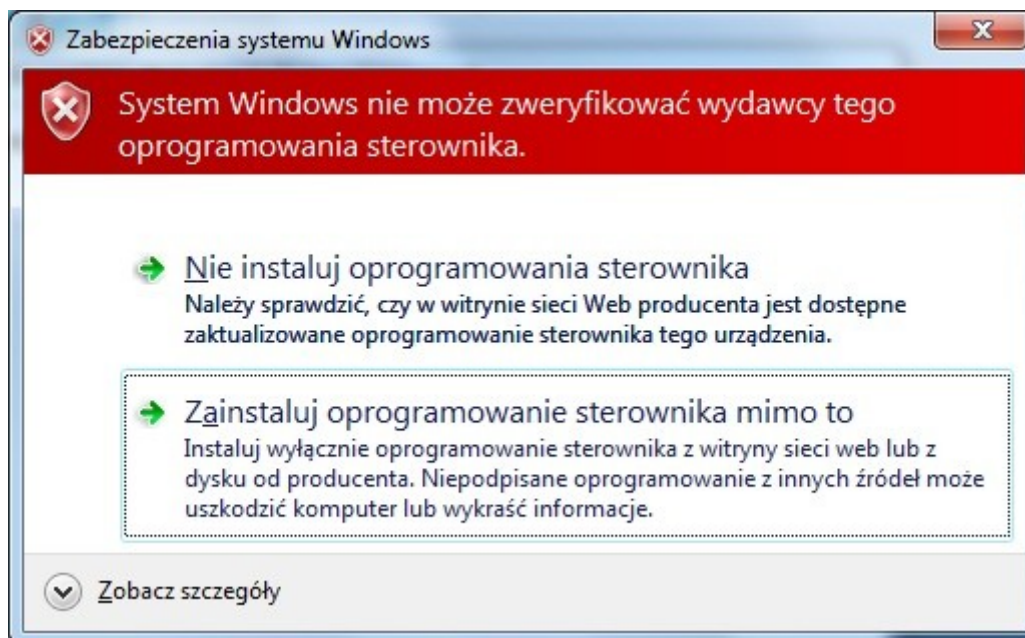 Zabezpieczenia systemu Windows
System Windows nie może zweryfikować wydawcy tego
oprogramowania sterownika.
Nie instaluj oprogramowania sterownika
Należy sprawdzić, czy w witrynie sieci Web producenta jest dostępne
zaktualizowane oprogramowanie sterownika tego urządzenia.
Zainstaluj oprogramowanie sterownika mimo to
Instaluj wyłącznie oprogramowanie sterownika z witryny sieci web lub z
dysku od producenta. Niepodpisane oprogramowanie z innych źródeł może
uszkodzić komputer lub wykraść informacje.
Zobacz szczegóły